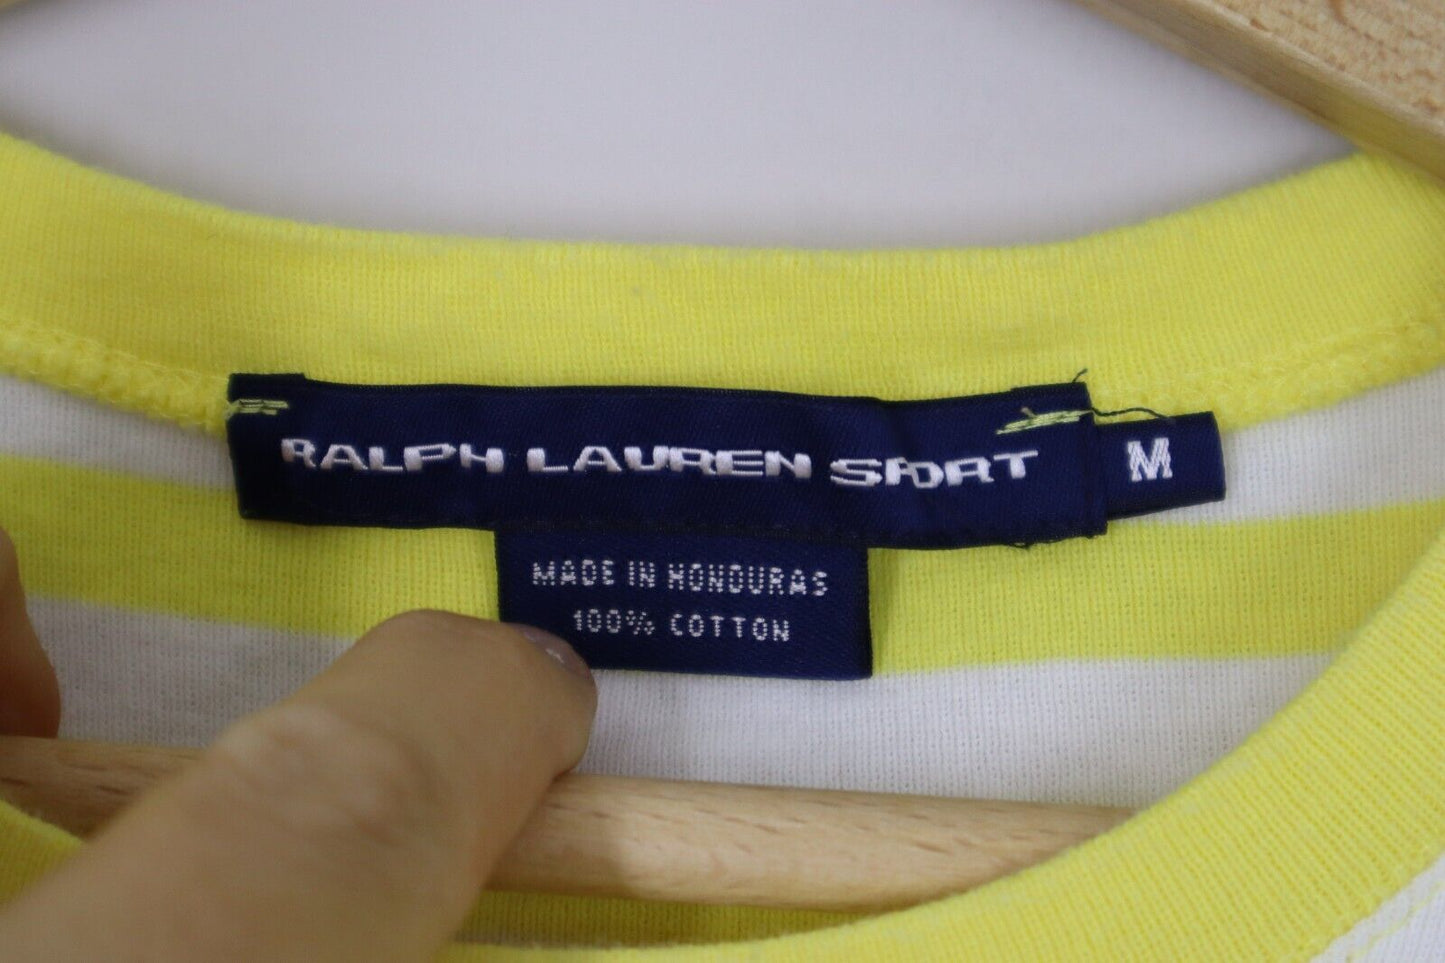 RALPH LAUREN SPORT
M
MADE IN HONDURAS
100% COTTON